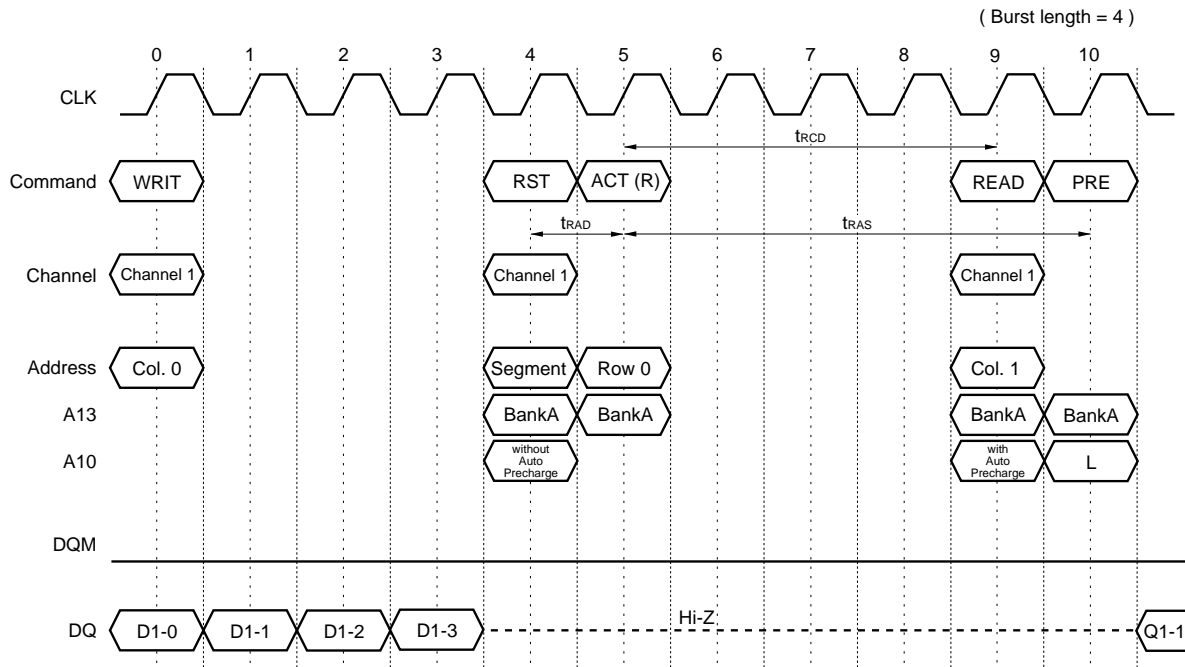 ( Burst length = 4 )
0 1 2 3 4 5 6 7 8 9 10
CLK
tRCD
Command WRIT RST ACT (R) READ PRE
tRAD tRAS
Channel Channel 1 Channel 1 Channel 1
Address Col. 0 Segment Row 0 Col. 1
A13 BankA BankA BankA BankA
without with
A10 Auto Auto L
Precharge Precharge
DQM
Hi-Z
DQ D1-0 D1-1 D1-2 D1-3 Q1-1